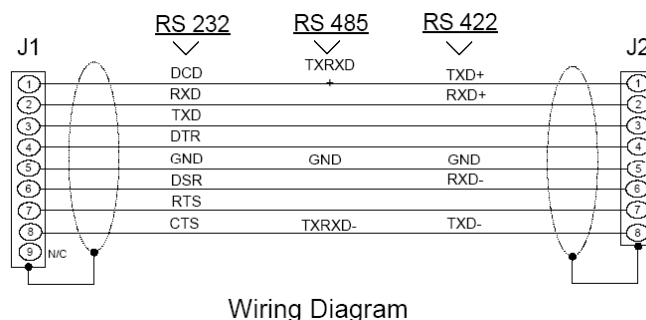 RS 232 RS 485 RS 422
J1 J2
DCD TXRXD + TXD+
1 1
RXD RXD+
2 2
TXD
3 3
DTR
4 4
GND GND GND
5 5
DSR RXD-
6 6
RTS
7 7
CTS TXRXD- TXD-
8 8
9 N/C
Wiring Diagram